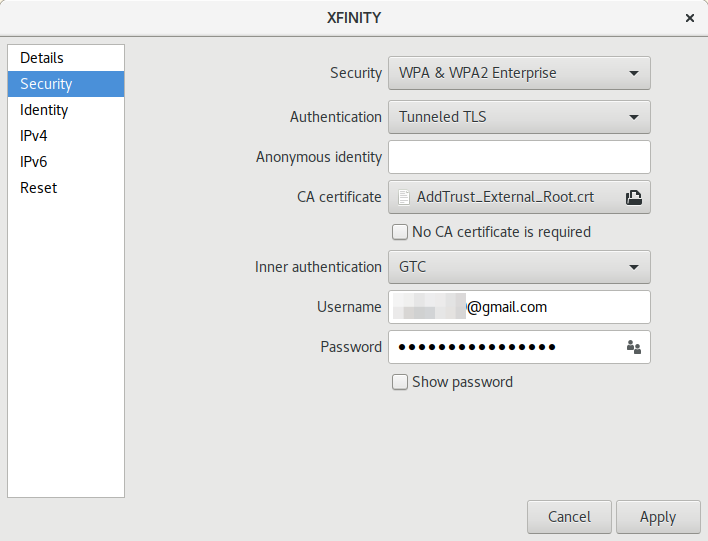 XFINITY
Details
Security
Identity
IPv4
IPv6
Reset
Security WPA & WPA2 Enterprise
Authentication Tunneled TLS
Anonymous identity
CA certificate AddTrust_External_Root.crt
No CA certificate is required
Inner authentication GTC
Username @gmail.com
Password ••••••••••••••••
Show password
Cancel Apply